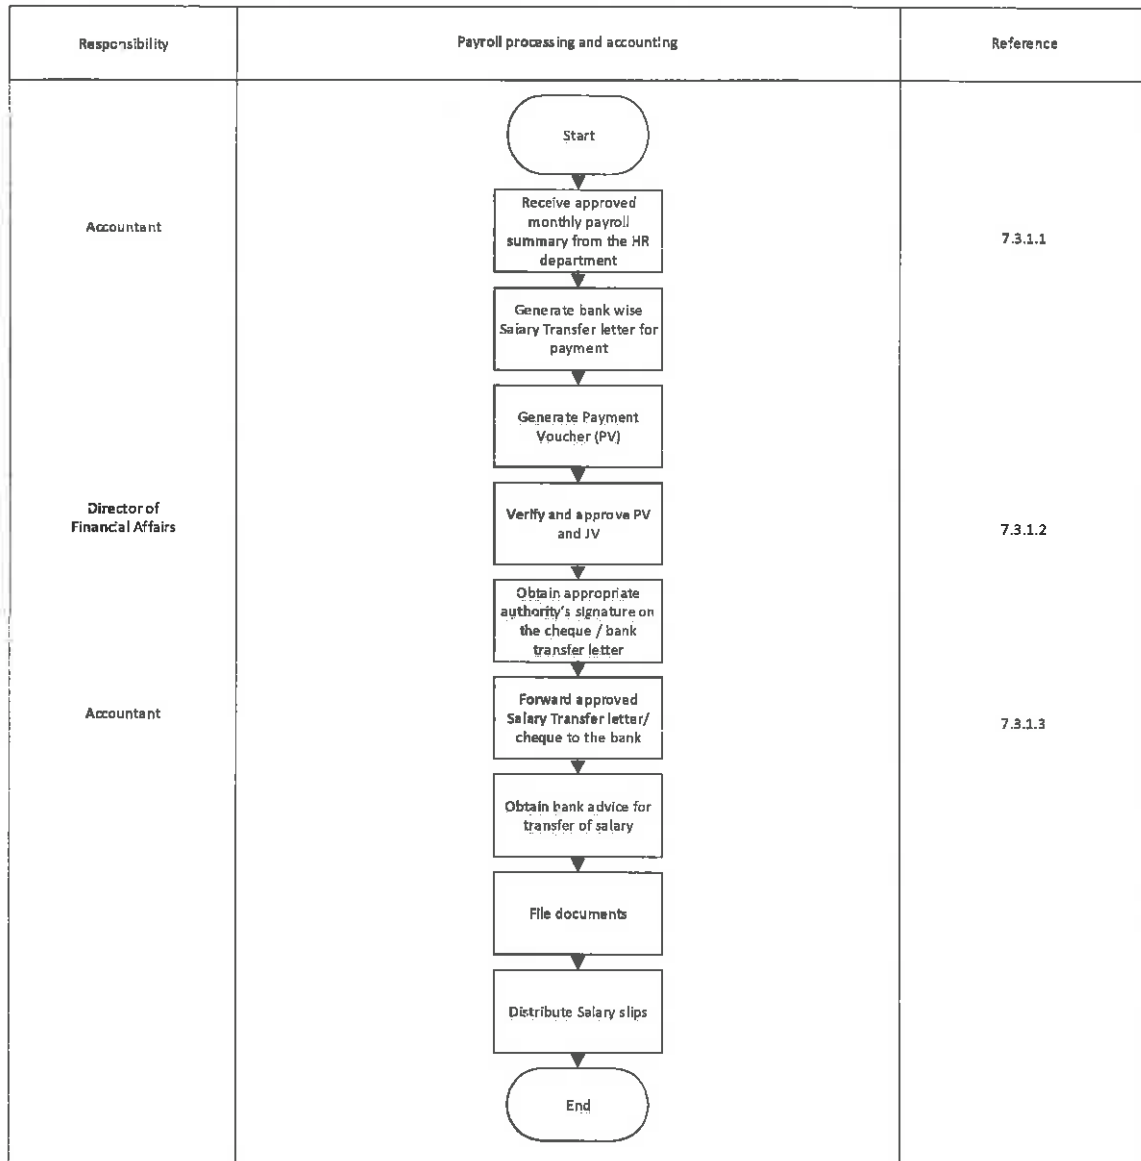 Responsibility
Payroll processing and accounting
Reference
Start
Accountant
Receive approved
monthly payroll
summary from the HR
department
7.3.1.1
Generate bank wise
Salary Transfer letter for
payment
Generate Payment
Voucher (PV)
Director of
Financial Affairs
Verify and approve PV
and JV
7.3.1.2
Obtain appropriate
authority's signature on
the cheque / bank
transfer letter
Accountant
Forward approved
Salary Transfer letter/
cheque to the bank
7.3.1.3
Obtain bank advice for
transfer of salary
File documents
Distribute Salary slips
End